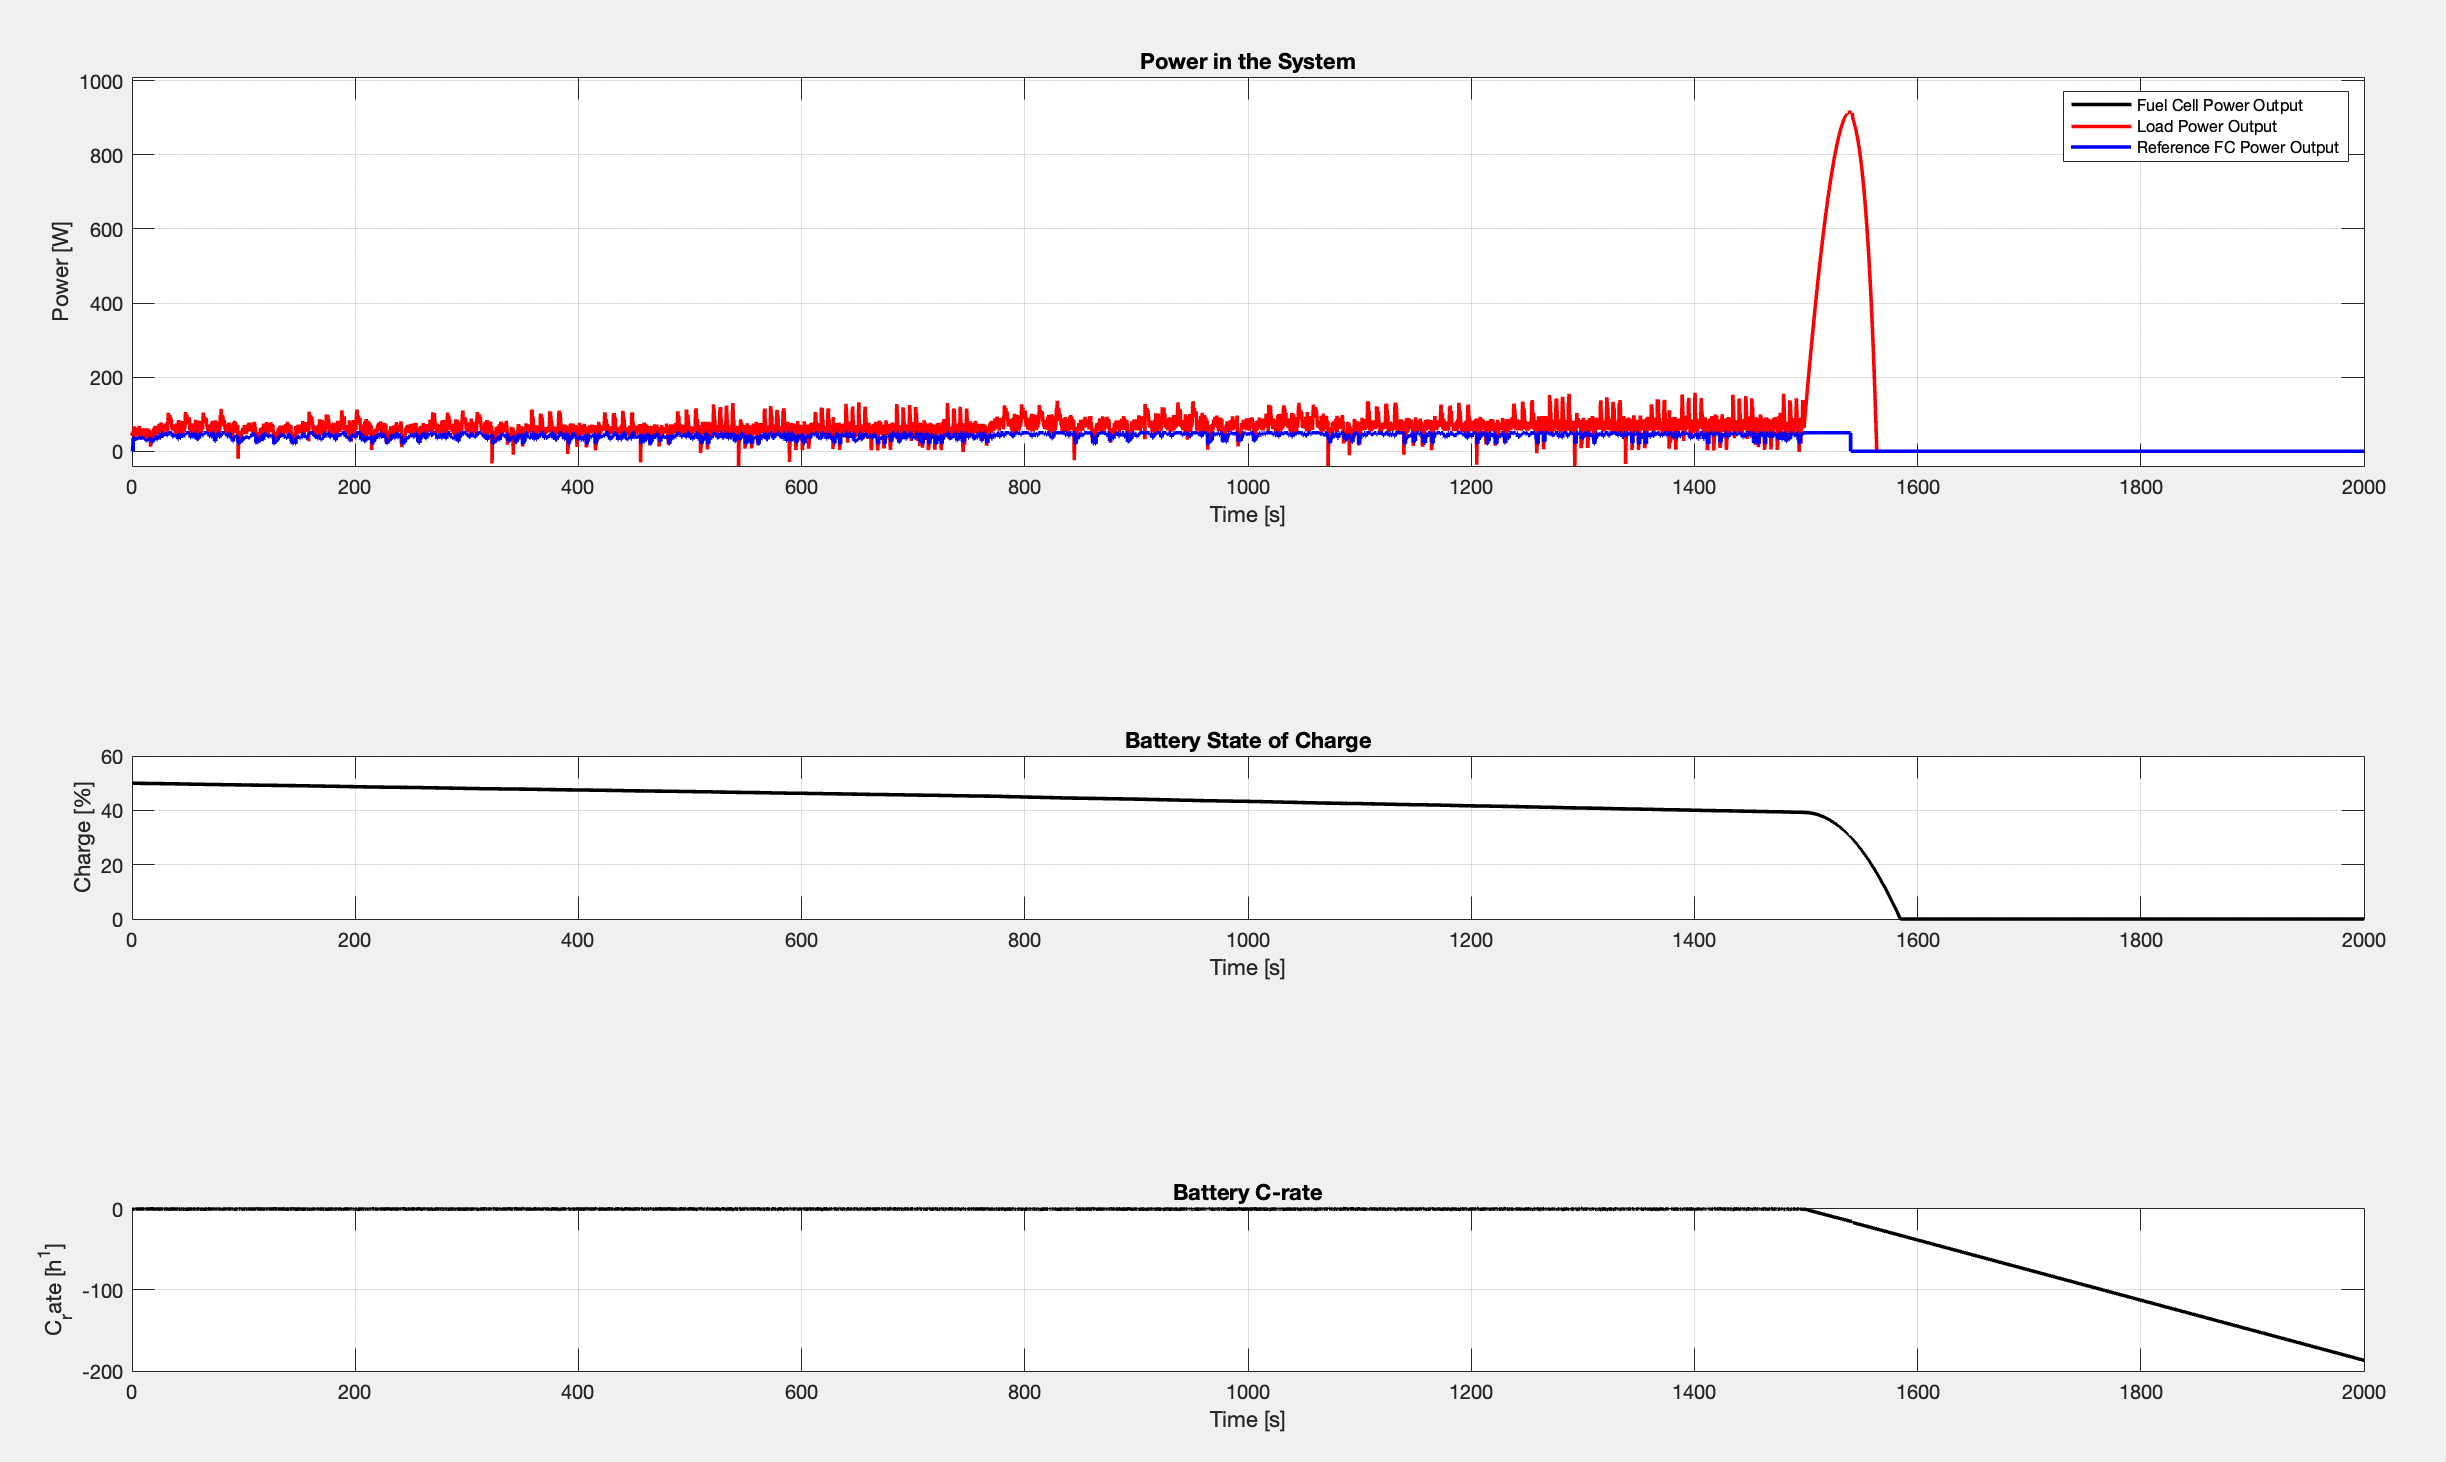 Power in the System
1000
800
600
400
200
0
Power [W]
Fuel Cell Power Output
Load Power Output
Reference FC Power Output
0 200 400 600 800 1000 1200 1400 1600 1800 2000
Time [s]
Battery State of Charge
60
40
20
0
Charge [%]
0 200 400 600 800 1000 1200 1400 1600 1800 2000
Time [s]
Battery C-rate
0
-100
-200
C_rate [h^1]
0 200 400 600 800 1000 1200 1400 1600 1800 2000
Time [s]